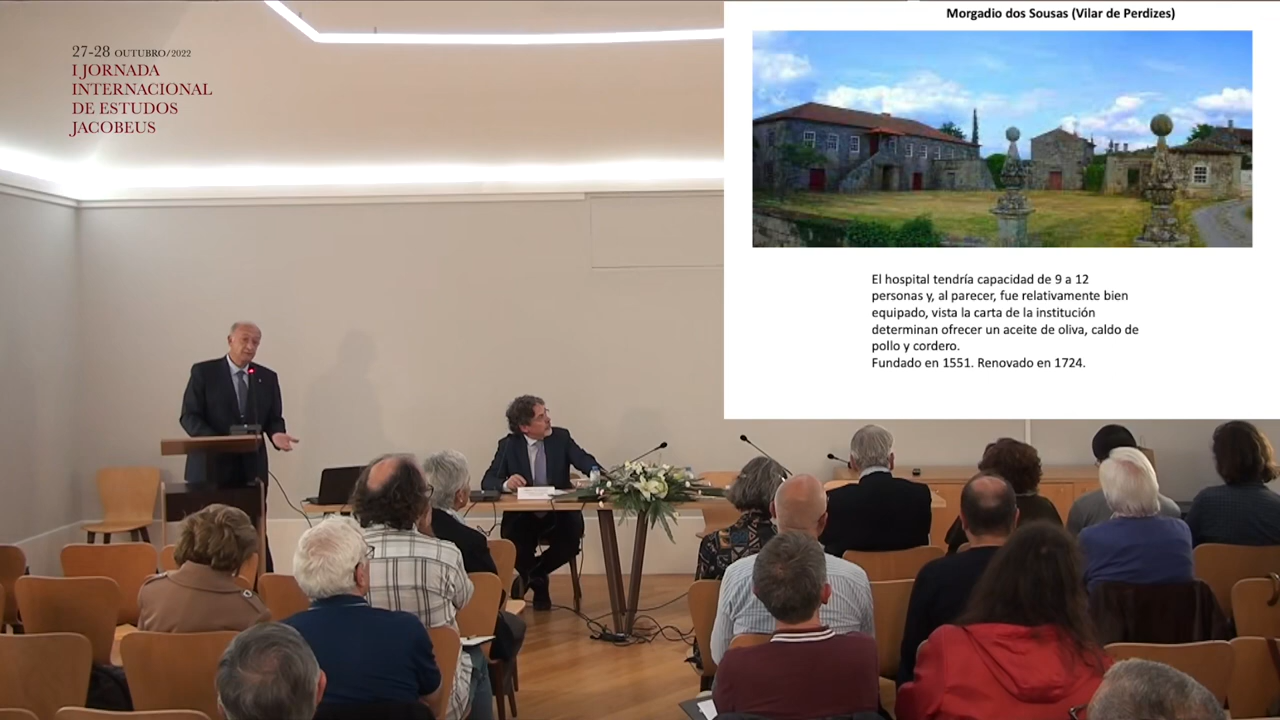 27-28 OUTUBRO/2022
I JORNADA
INTERNACIONAL
DE ESTUDOS
JACOBEUS
Morgadio dos Sousas (Vilar de Perdizes)
El hospital tendría capacidad de 9 a 12
personas y, al parecer, fue relativamente bien
equipado, vista la carta de la institución
determinan ofrecer un aceite de oliva, caldo de
pollo y cordero.
Fundado en 1551. Renovado en 1724.